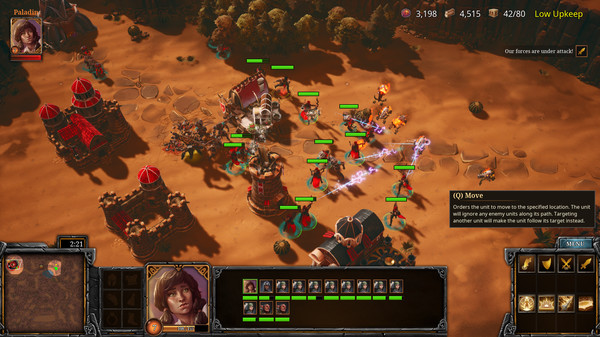 Paladin
3,198
4,515
42/80
Low Upkeep
Our forces are under attack!
(Q) Move
Orders the unit to move to the specified location. The unit
will ignore any enemy units along its path. Targeting
another unit will make the unit follow its target instead.
2:21
MENU